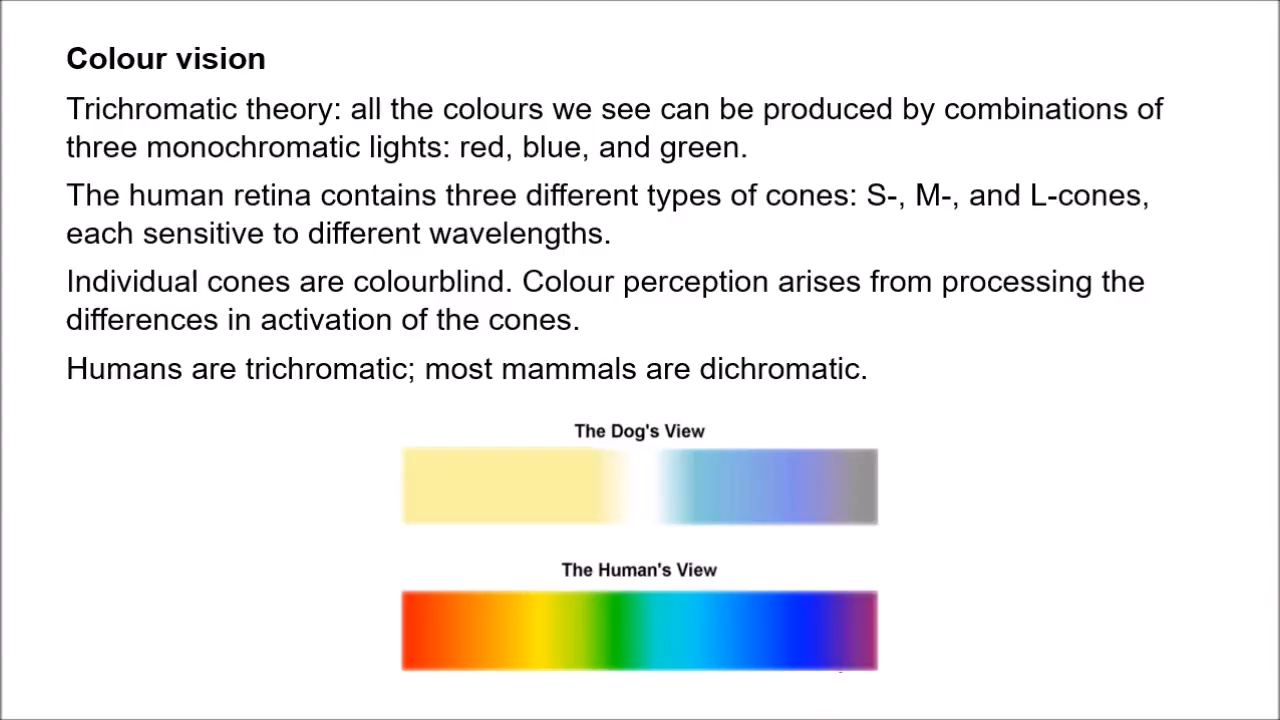 Colour vision
Trichromatic theory: all the colours we see can be produced by combinations of
three monochromatic lights: red, blue, and green.
The human retina contains three different types of cones: S-, M-, and L-cones,
each sensitive to different wavelengths.
Individual cones are colourblind. Colour perception arises from processing the
differences in activation of the cones.
Humans are trichromatic; most mammals are dichromatic.
The Dog's View
The Human's View